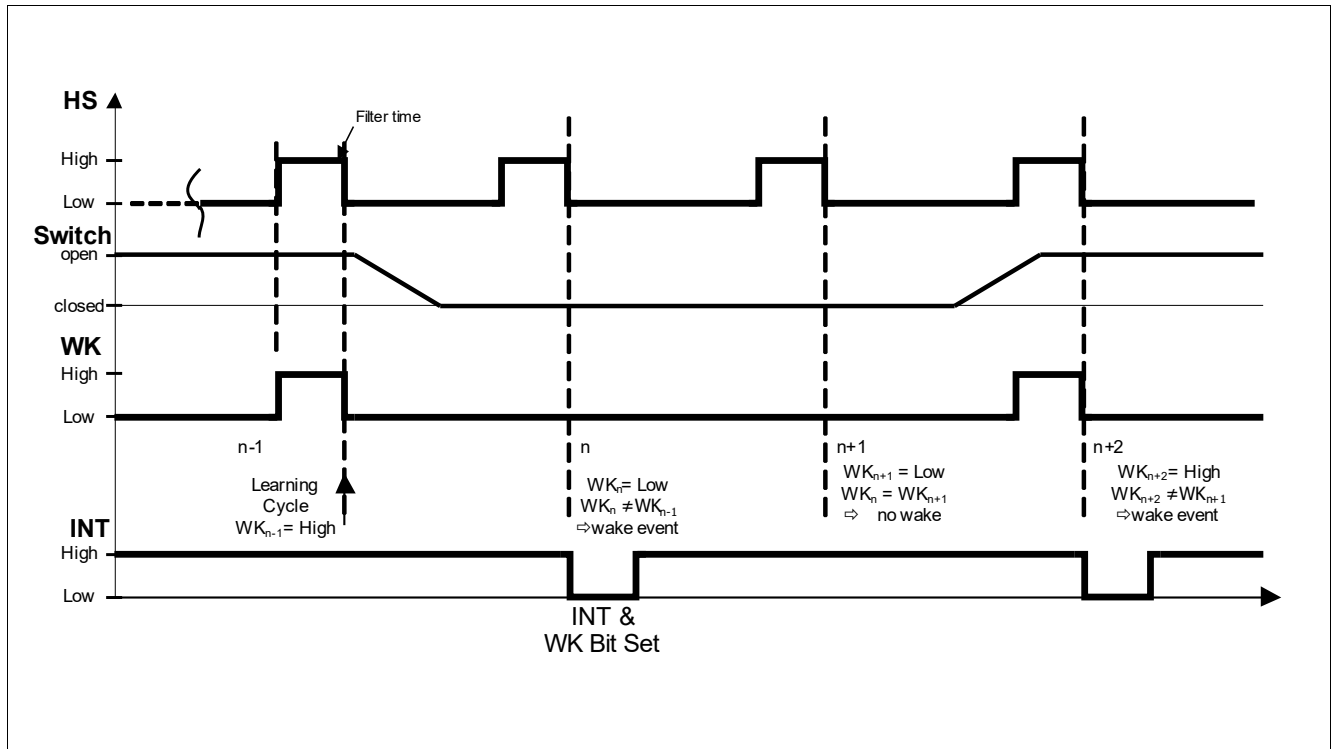 HS
Filter time
High
Low
Switch
open
closed
WK
High
Low
n-1
n
n+1
n+2
Learning
Cycle
WKn-1= High
WKn= Low
WKn ≠WKn-1
⇨wake event
WKn+1 = Low
WKn = WKn+1
⇨ no wake
WKn+2= High
WKn+2 ≠WKn+1
⇨wake event
INT
High
Low
INT &
WK Bit Set